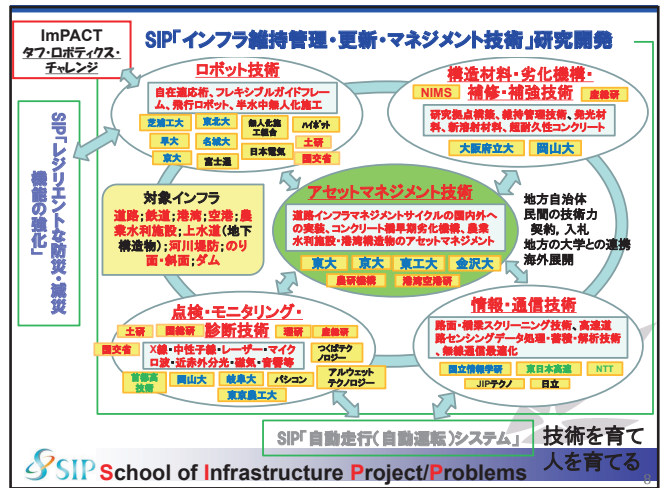 ImPACT
タフ・ロボティクス・
チャレンジ
SIP「インフラ維持管理・更新・マネジメント技術」研究開発
ロボット技術
自在適応桁、フレキシブルガイドフレー
ム、飛行ロボット、半水中無人化施工
芝浦工大
東北大
無人化施
工組合
ハイボット
早大
名城大
土研
東大
富士通
日本電気
国交省
構造材料・劣化機構・
NIMS
補修・補強技術
産総研
研究拠点構築、維持管理技術、発光材
料、新溶射材料、超耐久性コンクリート
大阪府立大
岡山大
SIP「レジリエントな防災・減災
機能の強化」
対象インフラ
道路;鉄道;港湾;空港;農
業水利施設;上水道(地下
構造物);河川堤防;のり
面・斜面;ダム
アセットマネジメント技術
道路インフラマネジメントサイクルの国内外へ
の実装、コンクリート橋早期劣化機構、農業
水利施設・港湾構造物のアセットマネジメント
東大
京大
東工大
金沢大
農研機構
港湾空港研
地方自治体
民間の技術力
契約, 入札
地方の大学との連携
海外展開
点検・モニタリング・
診断技術
土研
国総研
理研
産総研
国交省
X線・中性子線・レーザー・マイク
ロ波・近赤外分光・磁気・音響等
つくばテク
ノロジー
首都高
技術
岡山大
岐阜大
パシコン
アルウェット
テクノロジー
東京農工大
情報・通信技術
路面・橋梁スクリーニング技術、高速道
路センシングデータ処理・蓄積・解析技術
、無線通信最適化
国立情報学研
東日本高速
NTT
JIPテクノ
日立
SIP「自動走行(自動運転)システム」
技術を育て
人を育てる
SIP School of Infrastructure Project/Problems
8